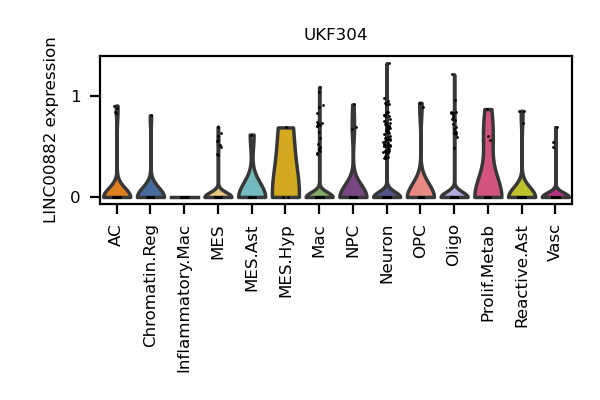 UKF304
LINC00882 expression
1
0
AC
Chromatin.Reg
Inflammatory.Mac
MES
MES.Ast
MES.Hyp
Mac
NPC
Neuron
OPC
Oligo
Prolif.Metab
Reactive.Ast
Vasc